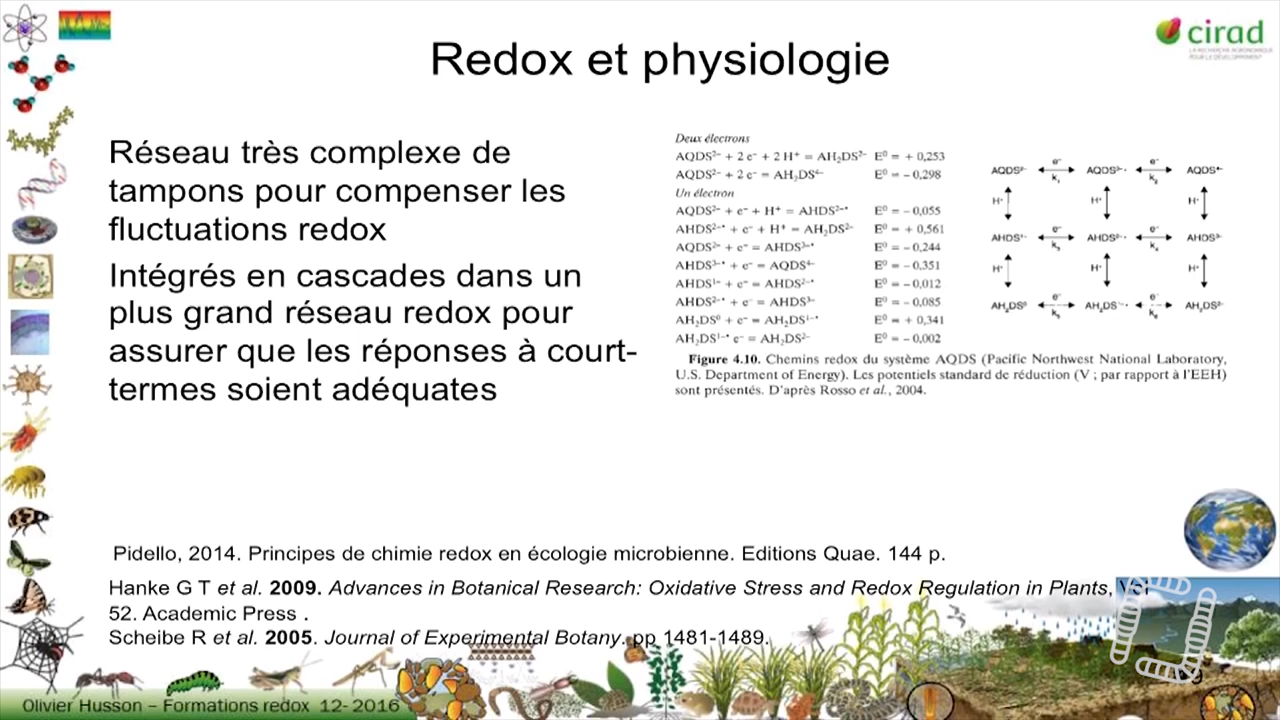 cirad
LA RECHERCHE AGRONOMIQUE
POUR LE DÉVELOPPEMENT
Redox et physiologie
Réseau très complexe de
tampons pour compenser les
fluctuations redox
Intégrés en cascades dans un
plus grand réseau redox pour
assurer que les réponses à court-
termes soient adéquates
Deux électrons
AQDS²⁻ + 2 e⁻ + 2 H⁺ = AH₂DS²⁻ E⁰ = + 0,253
AQDS²⁻ + 2 e⁻ = AH₂DS⁴⁻ E⁰ = – 0,298
Un électron
AQDS²⁻ + e⁻ + H⁺ = AHDS²⁻• E⁰ = – 0,055
AHDS²⁻• + e⁻ + H⁺ = AH₂DS²⁻ E⁰ = + 0,561
AQDS²⁻ + e⁻ = AHDS³⁻• E⁰ = – 0,244
AHDS³⁻• + e⁻ = AQDS⁴⁻ E⁰ = – 0,351
AHDS¹⁻ + e⁻ = AHDS²⁻• E⁰ = – 0,012
AHDS²⁻• + e⁻ = AHDS³⁻ E⁰ = – 0,085
AH₂DS⁰ + e⁻ = AH₂DS¹⁻• E⁰ = + 0,341
AH₂DS¹⁻• e⁻ = AH₂DS²⁻ E⁰ = – 0,002
AQDS²⁻ e⁻ AQDS³⁻• e⁻ AQDS⁴⁻
H⁺ H⁺ H⁺
AHDS¹⁻ e⁻ AHDS²⁻• e⁻ AHDS³⁻
H⁺ H⁺ H⁺
AH₂DS⁰ e⁻ AH₂DS¹⁻• e⁻ AH₂DS²⁻
Figure 4.10. Chemins redox du système AQDS (Pacific Northwest National Laboratory,
U.S. Department of Energy). Les potentiels standard de réduction (V ; par rapport à l'EEH)
sont présentés. D'après Rosso et al., 2004.
Pidello, 2014. Principes de chimie redox en écologie microbienne. Editions Quae. 144 p.
Hanke G T et al. 2009. Advances in Botanical Research: Oxidative Stress and Redox Regulation in Plants, Vol
52. Academic Press .
Scheibe R et al. 2005. Journal of Experimental Botany. pp 1481-1489.
Olivier Husson – Formations redox 12- 2016